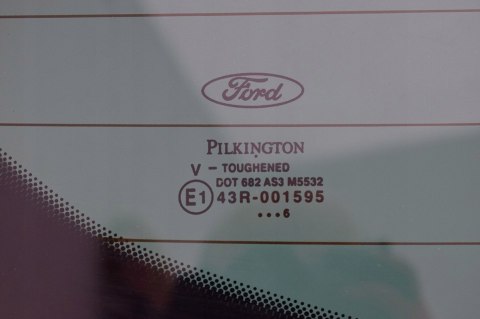 Ford
PILKINGTON
V - TOUGHENED
DOT 682 AS3 M5532
E1 43R-001595
•••6